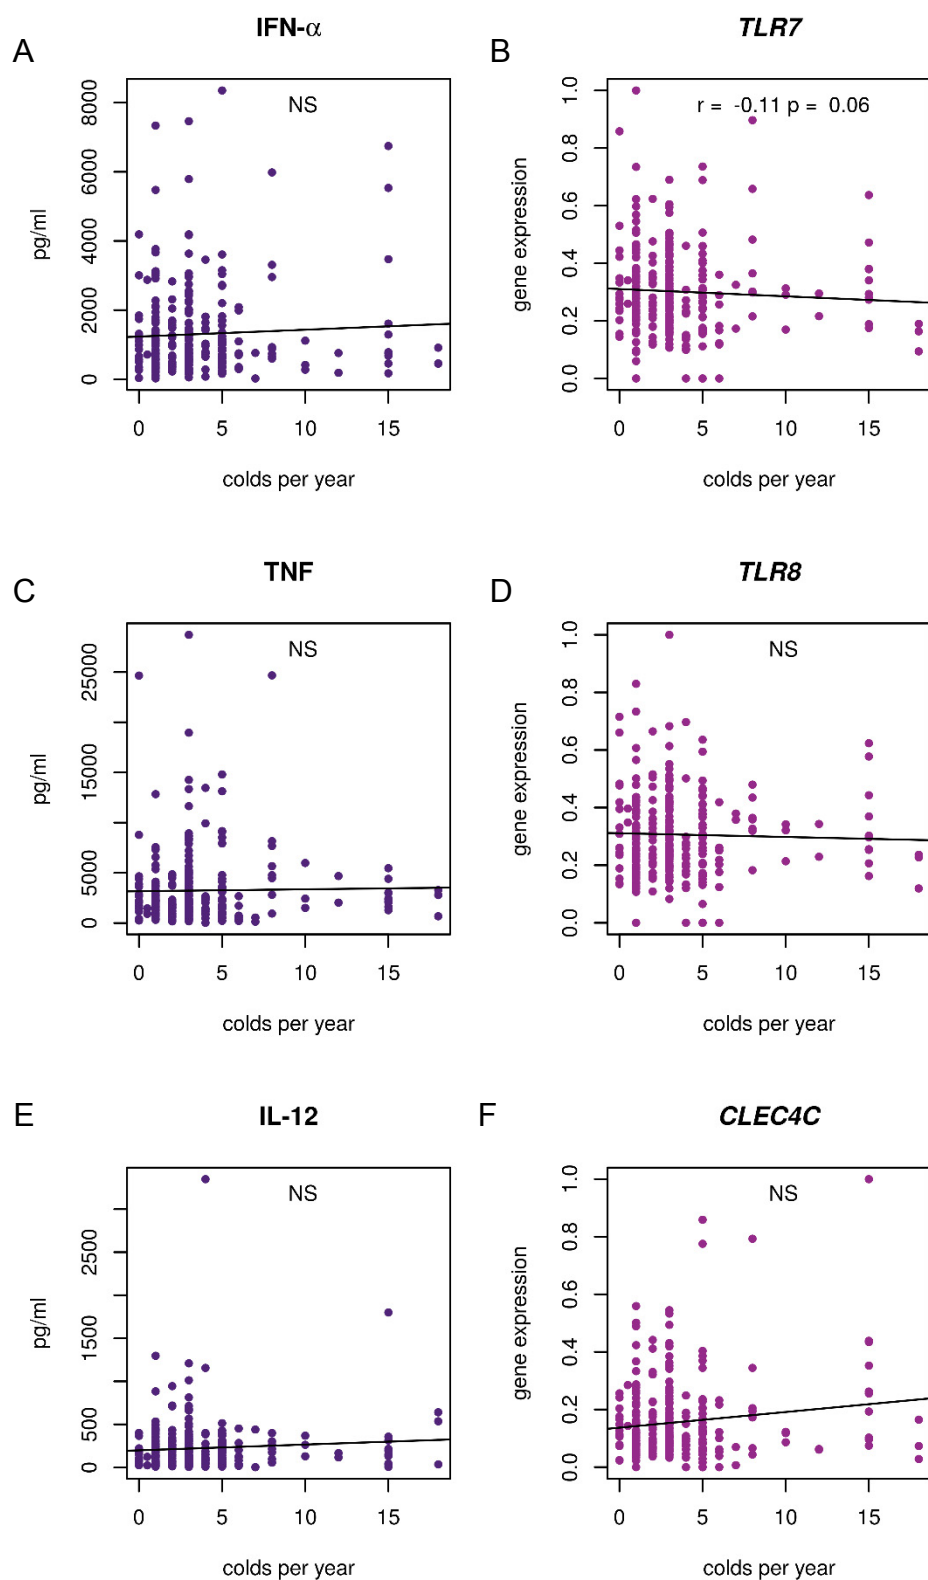 A
IFN-α
NS
pg/ml
8000
6000
4000
2000
0
0 5 10 15
colds per year
B
TLR7
r = -0.11 p = 0.06
gene expression
1.0
0.8
0.6
0.4
0.2
0.0
0 5 10 15
colds per year
C
TNF
NS
pg/ml
25000
15000
5000
0
0 5 10 15
colds per year
D
TLR8
NS
gene expression
1.0
0.8
0.6
0.4
0.2
0.0
0 5 10 15
colds per year
E
IL-12
NS
pg/ml
2500
1500
500
0
0 5 10 15
colds per year
F
CLEC4C
NS
gene expression
1.0
0.8
0.6
0.4
0.2
0.0
0 5 10 15
colds per year